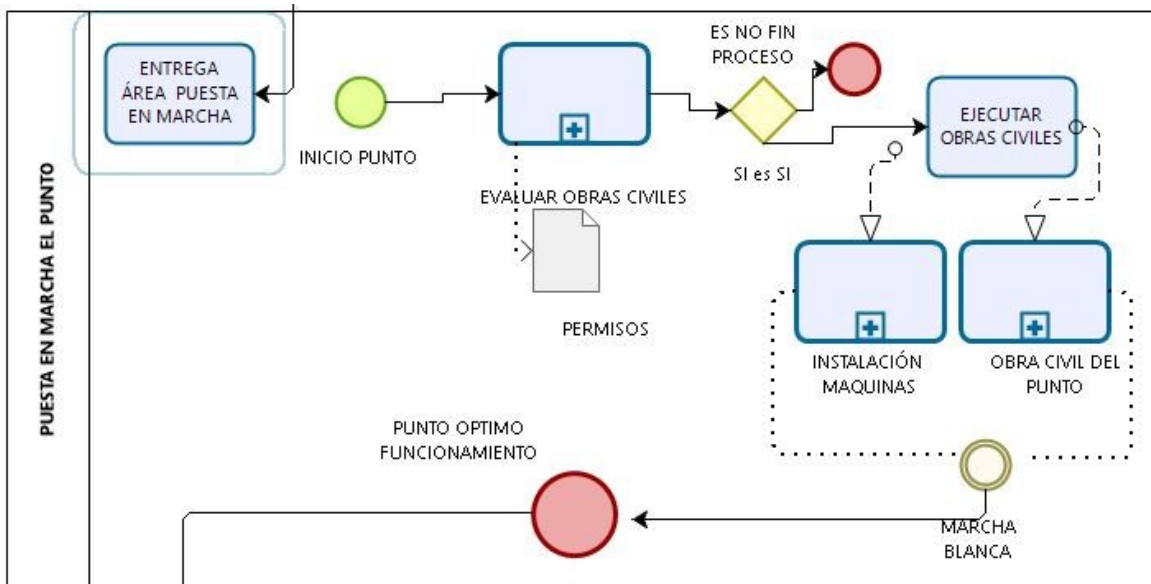 PUESTA EN MARCHA EL PUNTO
ENTREGA
ÁREA PUESTA
EN MARCHA
INICIO PUNTO
EVALUAR OBRAS CIVILES
PERMISOS
ES NO FIN
PROCESO
SI es SI
EJECUTAR
OBRAS CIVILES
INSTALACIÓN
MAQUINAS
OBRA CIVIL DEL
PUNTO
MARCHA
BLANCA
PUNTO OPTIMO
FUNCIONAMIENTO